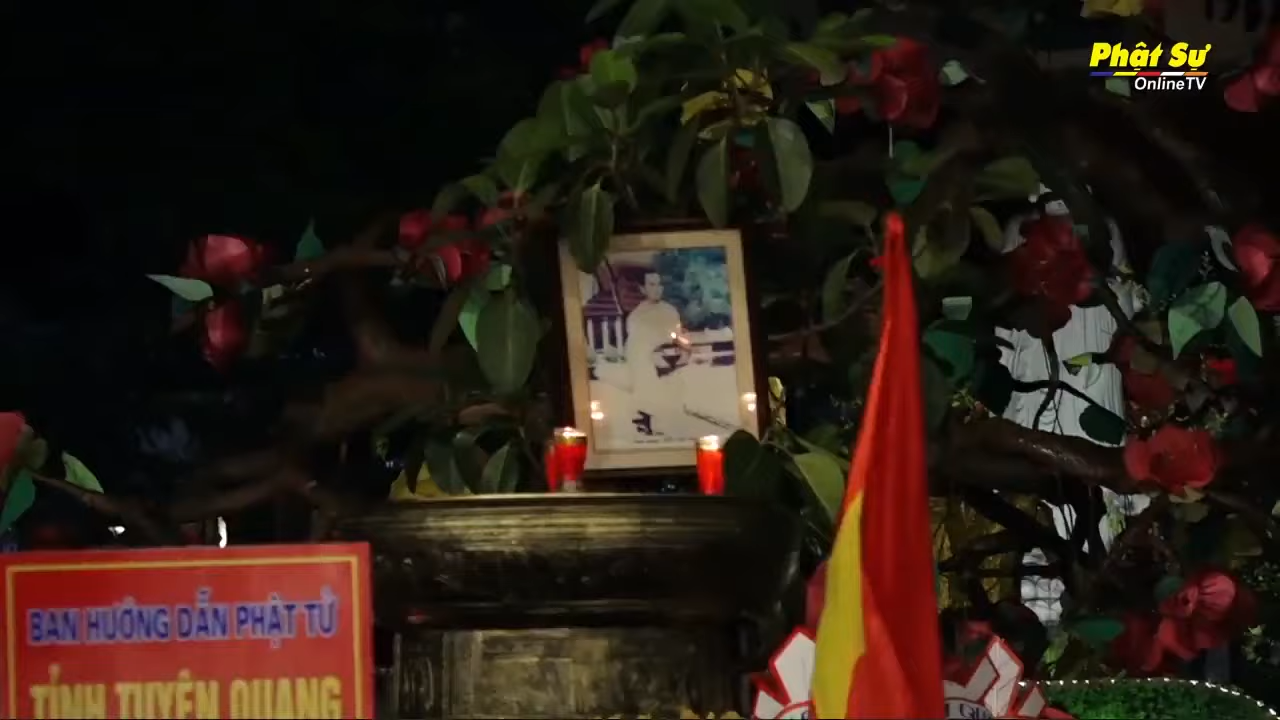 Phật Sự
OnlineTV
BAN HƯỚNG DẪN PHẬT TỬ
TỈNH TUYÊN QUANG